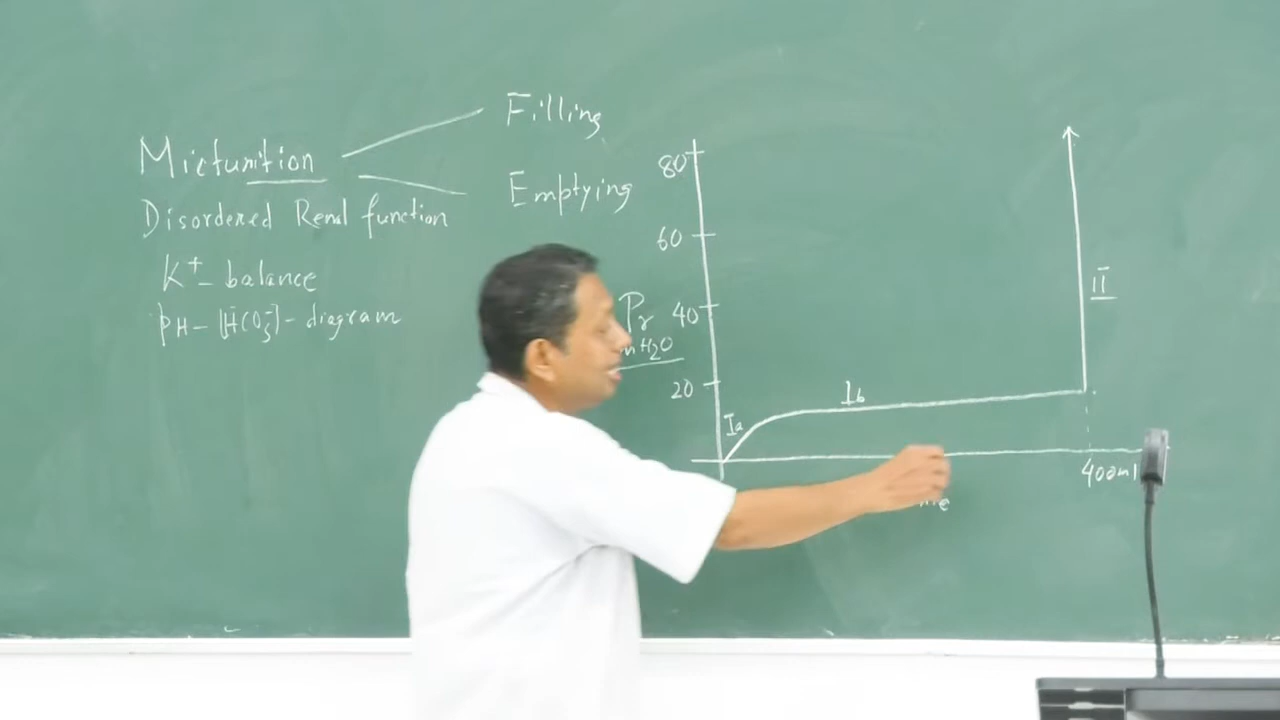 Micturition
Filling
Emptying
Disordered Renal function
K+ - balance
pH - [HCO3-] - diagram
80
60
Pr
40
mH2O
20
Ia
Ib
II
400ml